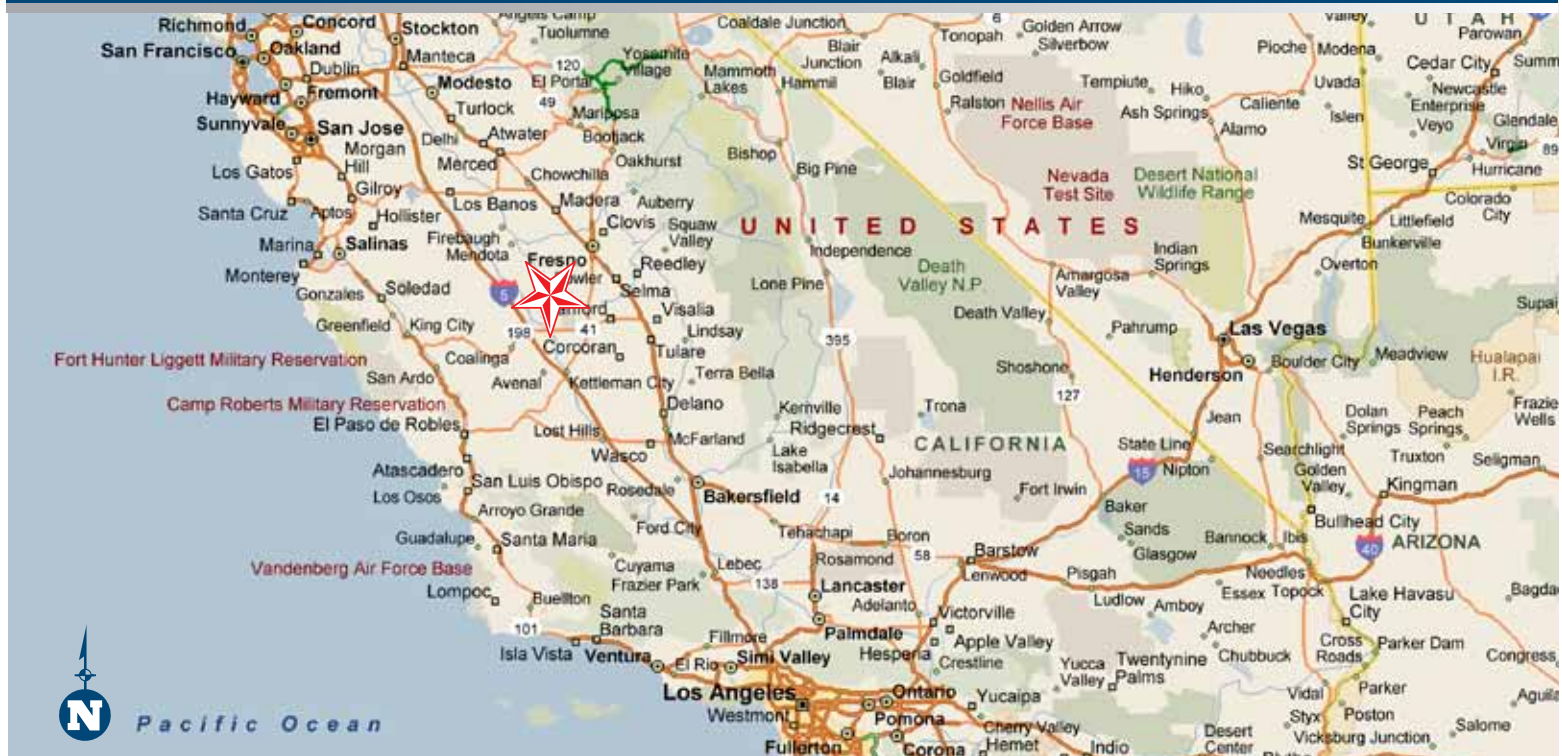 Richmond
Concord
Stockton
Angels Camp
Tuolumne
Coaldale Junction
6
Tonopah
Golden Arrow
Silverbow
Valley
UTAH
Parowan
San Francisco
Oakland
Manteca
120
Yosemite
Village
Blair
Junction
Alkali
Pioche
Modena
Cedar City
Summ
Dublin
Modesto
El Portal
Mammoth
Lakes
Hammil
Blair
Goldfield
Tempiute
Hiko
Uvada
Newcastle
Hayward
Fremont
Turlock
49
Mariposa
Ralston
Nellis Air
Force Base
Ash Springs
Caliente
Islen
Enterprise
Veyo
Glendale
Sunnyvale
San Jose
Delhi
Atwater
Bootjack
Alamo
Virgin
89
Morgan
Hill
Merced
Oakhurst
Bishop
Big Pine
St George
Hurricane
Los Gatos
Gilroy
Chowchilla
Nevada
Test Site
Desert National
Wildlife Range
Colorado
City
Santa Cruz
Aptos
Hollister
Los Banos
Madera
Auberry
Mesquite
Littlefield
Marina
Salinas
Firebaugh
Mendota
Clovis
Squaw
Valley
UNITED STATES
Bunkerville
Monterey
Independence
Indian
Springs
Reedley
Death
Valley N.P.
Amargosa
Valley
Overton
Gonzales
Soledad
5
Selma
Lone Pine
Supai
Greenfield
King City
198
41
Visalia
Death Valley
Pahrump
Las Vegas
Fort Hunter Liggett Military Reservation
Coalinga
Corcoran
Lindsay
Tulare
395
Boulder City
Meadview
Hualapai
I.R.
San Ardo
Avenal
Kettleman City
Terra Bella
Shoshone
Henderson
Camp Roberts Military Reservation
Delano
Kernville
Trona
127
Jean
Dolan
Springs
Peach
Springs
Frazie
Wells
El Paso de Robles
Lost Hills
McFarland
Ridgecrest
CALIFORNIA
State Line
Searchlight
Wasco
Lake
Isabella
Truxton
Seligman
Atascadero
San Luis Obispo
Rosedale
Johannesburg
15
Nipton
Golden
Valley
Kingman
Los Osos
Bakersfield
14
Fort Irwin
Baker
Arroyo Grande
Ford City
Tehachapi
Boron
Sands
Bullhead City
Guadalupe
Santa Maria
Rosamond
58
Barstow
Glasgow
Bannock
Ibis
40
ARIZONA
Vandenberg Air Force Base
Cuyama
Lebec
Lenwood
Pisgah
Needles
Lompoc
Frazier Park
138
Lancaster
Ludlow
Essex
Topock
Lake Havasu
City
Bagda
Buellton
Santa
Barbara
Adelanto
Victorville
Amboy
101
Fillmore
Palmdale
Apple Valley
Archer
Cross
Roads
Parker Dam
Isla Vista
Ventura
El Rio
Simi Valley
Hesperia
Crestline
Yucca
Valley
Twentynine
Palms
Chubbuck
Congress
Los Angeles
Ontario
Yucaipa
Vidal
Parker
Aguila
N
Pacific Ocean
Westmont
Pomona
Cherry Valley
Desert
Center
Styx
Poston
Salome
Fullerton
Corona
Hemet
Indio
Vicksburg Junction